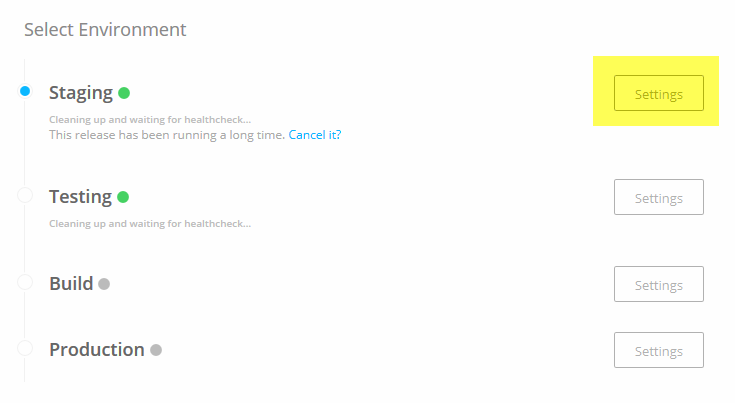 Select Environment
Staging
Settings
Cleaning up and waiting for healthcheck...
This release has been running a long time. Cancel it?
Testing
Settings
Cleaning up and waiting for healthcheck...
Build
Settings
Production
Settings